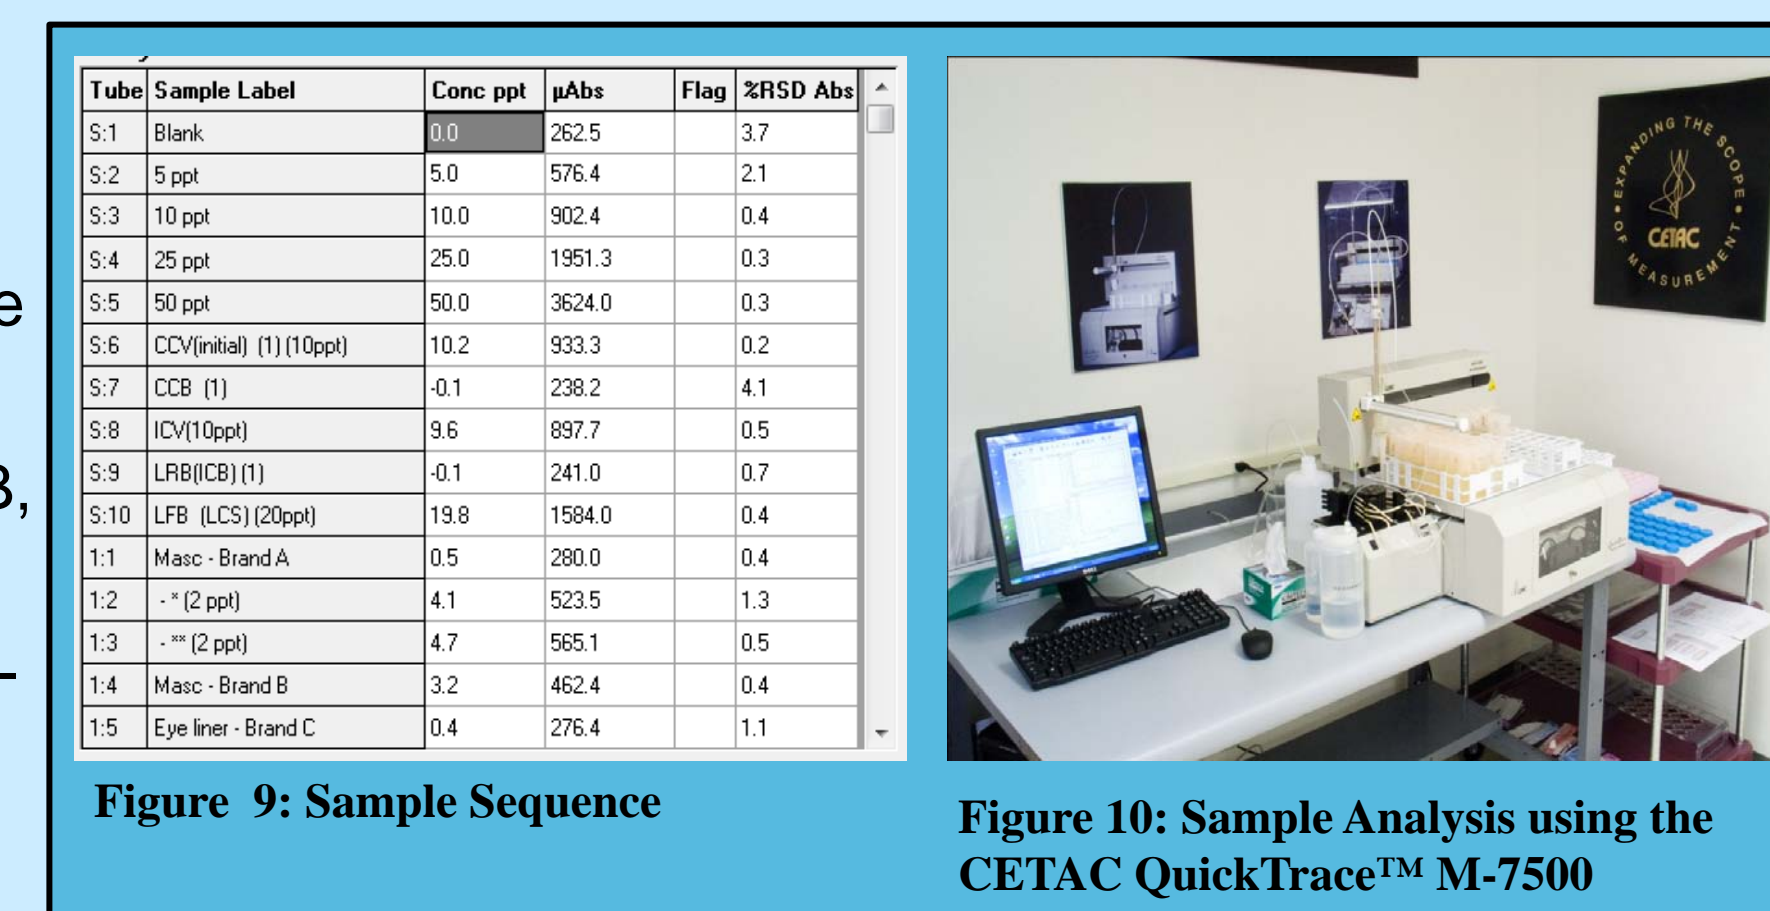 e
B,
-
Tube Sample Label Conc ppt µAbs Flag %RSD Abs
S:1 Blank 0.0 262.5 3.7
S:2 5 ppt 5.0 576.4 2.1
S:3 10 ppt 10.0 902.4 0.4
S:4 25 ppt 25.0 1951.3 0.3
S:5 50 ppt 50.0 3624.0 0.3
S:6 CCV(initial) (1) (10ppt) 10.2 933.3 0.2
S:7 CCB (1) -0.1 238.2 4.1
S:8 ICV(10ppt) 9.6 897.7 0.5
S:9 LRB(ICB) (1) -0.1 241.0 0.7
S:10 LFB (LCS) (20ppt) 19.8 1584.0 0.4
1:1 Masc - Brand A 0.5 280.0 0.4
1:2 - * (2 ppt) 4.1 523.5 1.3
1:3 - ** (2 ppt) 4.7 565.1 0.5
1:4 Masc - Brand B 3.2 462.4 0.4
1:5 Eye liner - Brand C 0.4 276.4 1.1
Figure 9: Sample Sequence
• EXPANDING THE SCOPE • OF MEASUREMENT
CETAC
DELL
Figure 10: Sample Analysis using the
CETAC QuickTrace™ M-7500